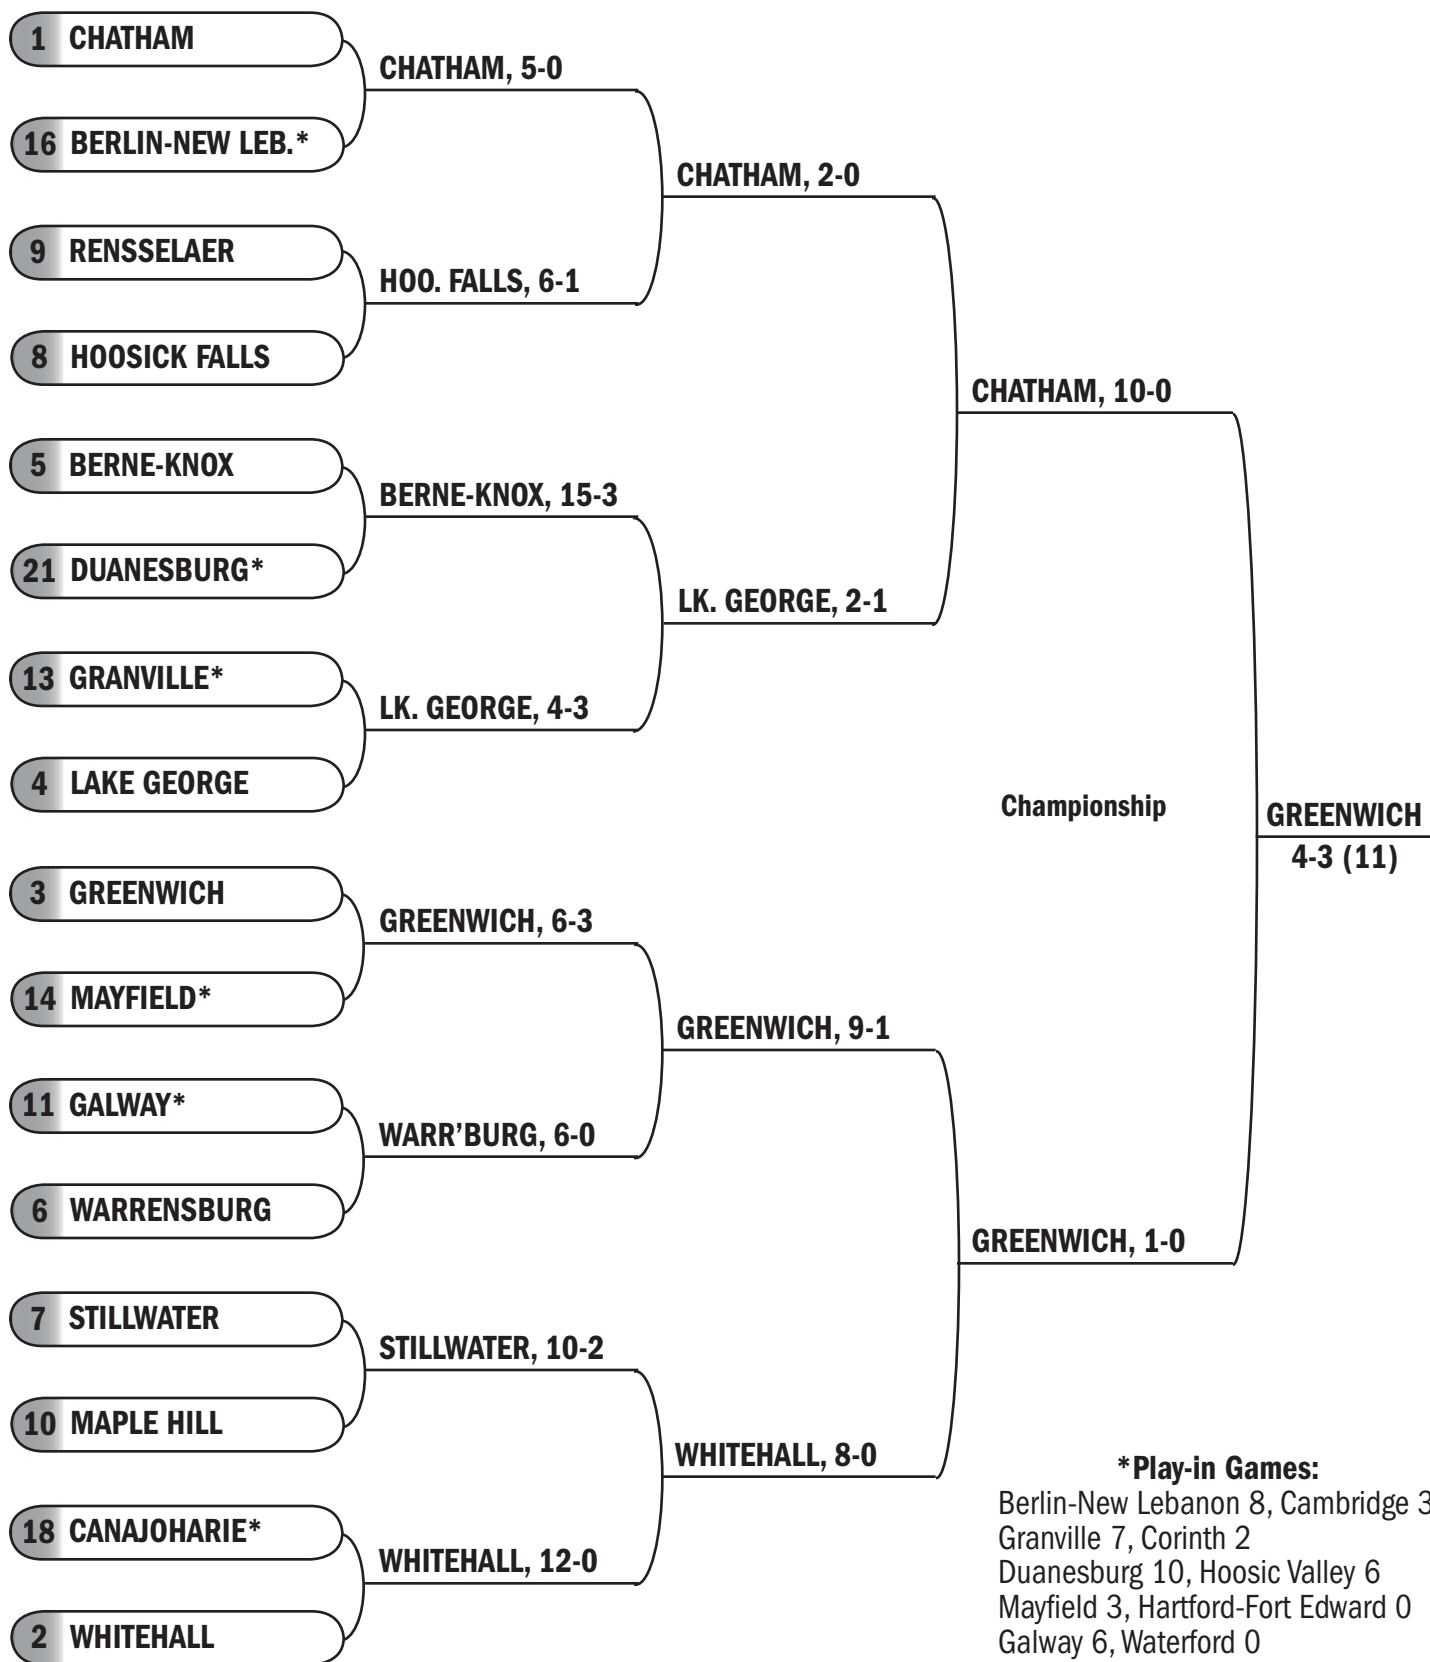 1 CHATHAM
16 BERLIN-NEW LEB.*
9 RENSSELAER
8 HOOSICK FALLS
5 BERNE-KNOX
21 DUANESBURG*
13 GRANVILLE*
4 LAKE GEORGE
3 GREENWICH
14 MAYFIELD*
11 GALWAY*
6 WARRENSBURG
7 STILLWATER
10 MAPLE HILL
18 CANAJOHARIE*
2 WHITEHALL
CHATHAM, 5-0
HOO. FALLS, 6-1
BERNE-KNOX, 15-3
LK. GEORGE, 4-3
GREENWICH, 6-3
WARR’BURG, 6-0
STILLWATER, 10-2
WHITEHALL, 12-0
CHATHAM, 2-0
LK. GEORGE, 2-1
GREENWICH, 9-1
WHITEHALL, 8-0
CHATHAM, 10-0
GREENWICH, 1-0
Championship
GREENWICH
4-3 (11)
*Play-in Games:
Berlin-New Lebanon 8, Cambridge 3
Granville 7, Corinth 2
Duanesburg 10, Hoosic Valley 6
Mayfield 3, Hartford-Fort Edward 0
Galway 6, Waterford 0